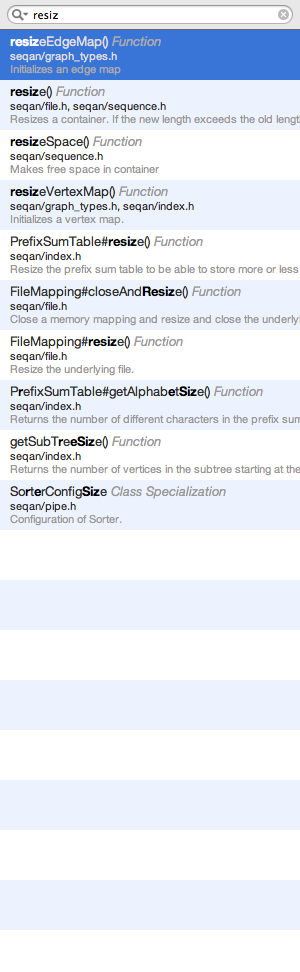 resiz
resizeEdgeMap() Function
seqan/graph_types.h
Initializes an edge map
resize() Function
seqan/file.h, seqan/sequence.h
Resizes a container. If the new length exceeds the old length
resizeSpace() Function
seqan/sequence.h
Makes free space in container
resizeVertexMap() Function
seqan/graph_types.h, seqan/index.h
Initializes a vertex map.
PrefixSumTable#resize() Function
seqan/index.h
Resize the prefix sum table to be able to store more or less
FileMapping#closeAndResize() Function
seqan/file.h
Close a memory mapping and resize and close the underlyi
FileMapping#resize() Function
seqan/file.h
Resize the underlying file.
PrefixSumTable#getAlphabetSize() Function
seqan/index.h
Returns the number of different characters in the prefix sum
getSubTreeSize() Function
seqan/index.h
Returns the number of vertices in the subtree starting at the
SorterConfigSize Class Specialization
seqan/pipe.h
Configuration of Sorter.